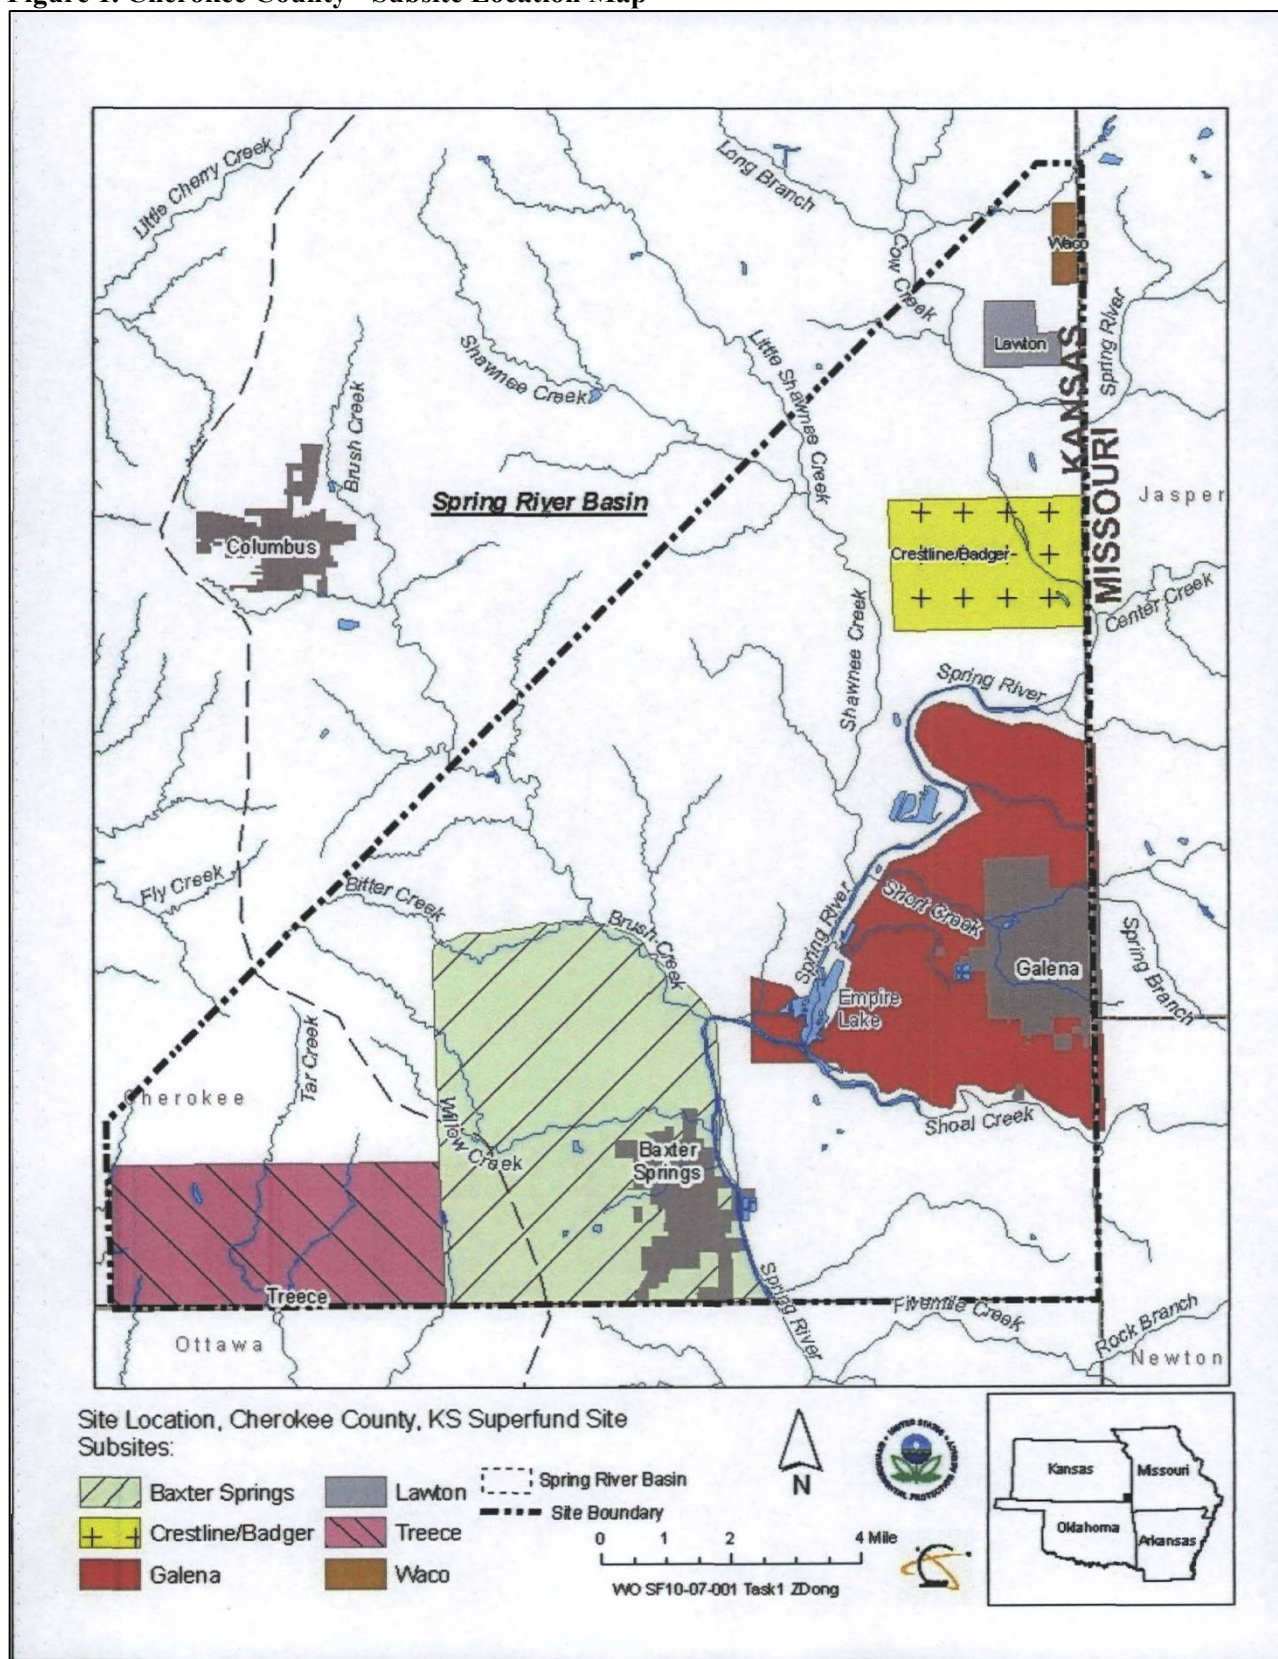 Figure 1: Cherokee County - Subsite Location Map
Little Cherry Creek
Long Branch
Cow Creek
Waco
Lawton
KANSAS
MISSOURI
Spring River
Shawnee Creek
Little Shawnee Creek
Brush Creek
Columbus
Spring River Basin
Jasper
Crestline/Badger
Center Creek
Shawnee Creek
Spring River
Fly Creek
Bitter Creek
Brush Creek
Spring River
Short Creek
Galena
Spring Branch
Empire
Lake
Cherokee
Tar Creek
Willow Creek
Baxter
Springs
Shoal Creek
Treece
Spring River
Fivemile Creek
Rock Branch
Ottawa
Newton
Site Location, Cherokee County, KS Superfund Site
Subsites:
Baxter Springs
Crestline/Badger
Galena
Lawton
Treece
Waco
Spring River Basin
Site Boundary
0 1 2 4 Mile
WO SF10-07-001 Task1 ZDong
N
UNITED STATES
Kansas
Missouri
Oklahoma
Arkansas